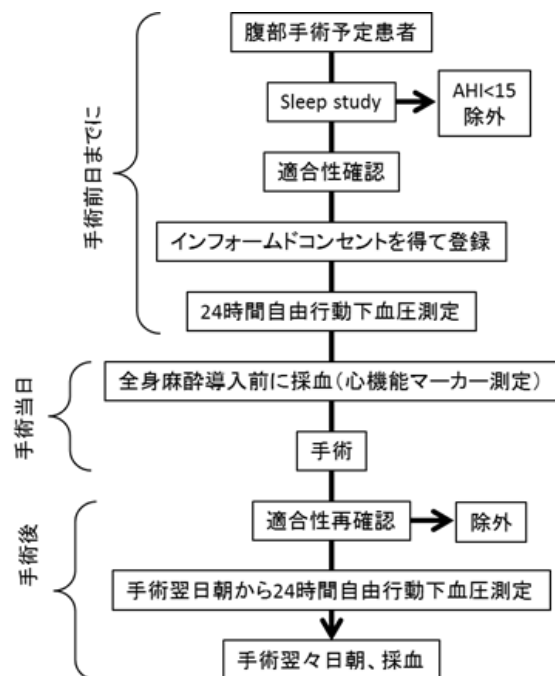 腹部手術予定患者
Sleep study
AHI<15
除外
適合性確認
インフォームドコンセントを得て登録
24時間自由行動下血圧測定
手術前日までに
全身麻酔導入前に採血(心機能マーカー測定)
手術
手術当日
適合性再確認
除外
手術翌日朝から24時間自由行動下血圧測定
手術翌々日朝、採血
手術後